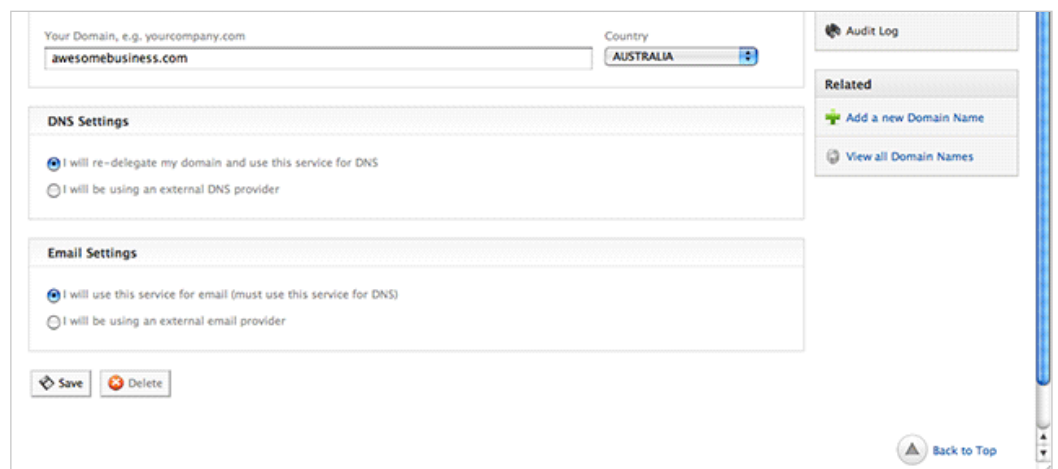 Your Domain, e.g. yourcompany.com
Country
awesomebusiness.com
AUSTRALIA
DNS Settings
I will re-delegate my domain and use this service for DNS
I will be using an external DNS provider
Email Settings
I will use this service for email (must use this service for DNS)
I will be using an external email provider
Save
Delete
Audit Log
Related
Add a new Domain Name
View all Domain Names
Back to Top